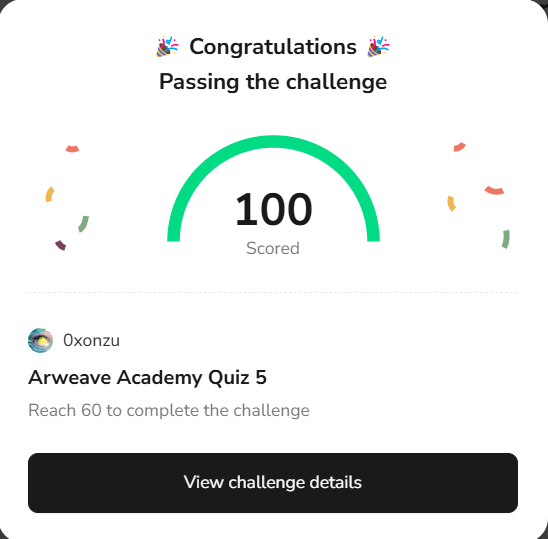 🎉 Congratulations 🎉
Passing the challenge
100
Scored
0xonzu
Arweave Academy Quiz 5
Reach 60 to complete the challenge
View challenge details